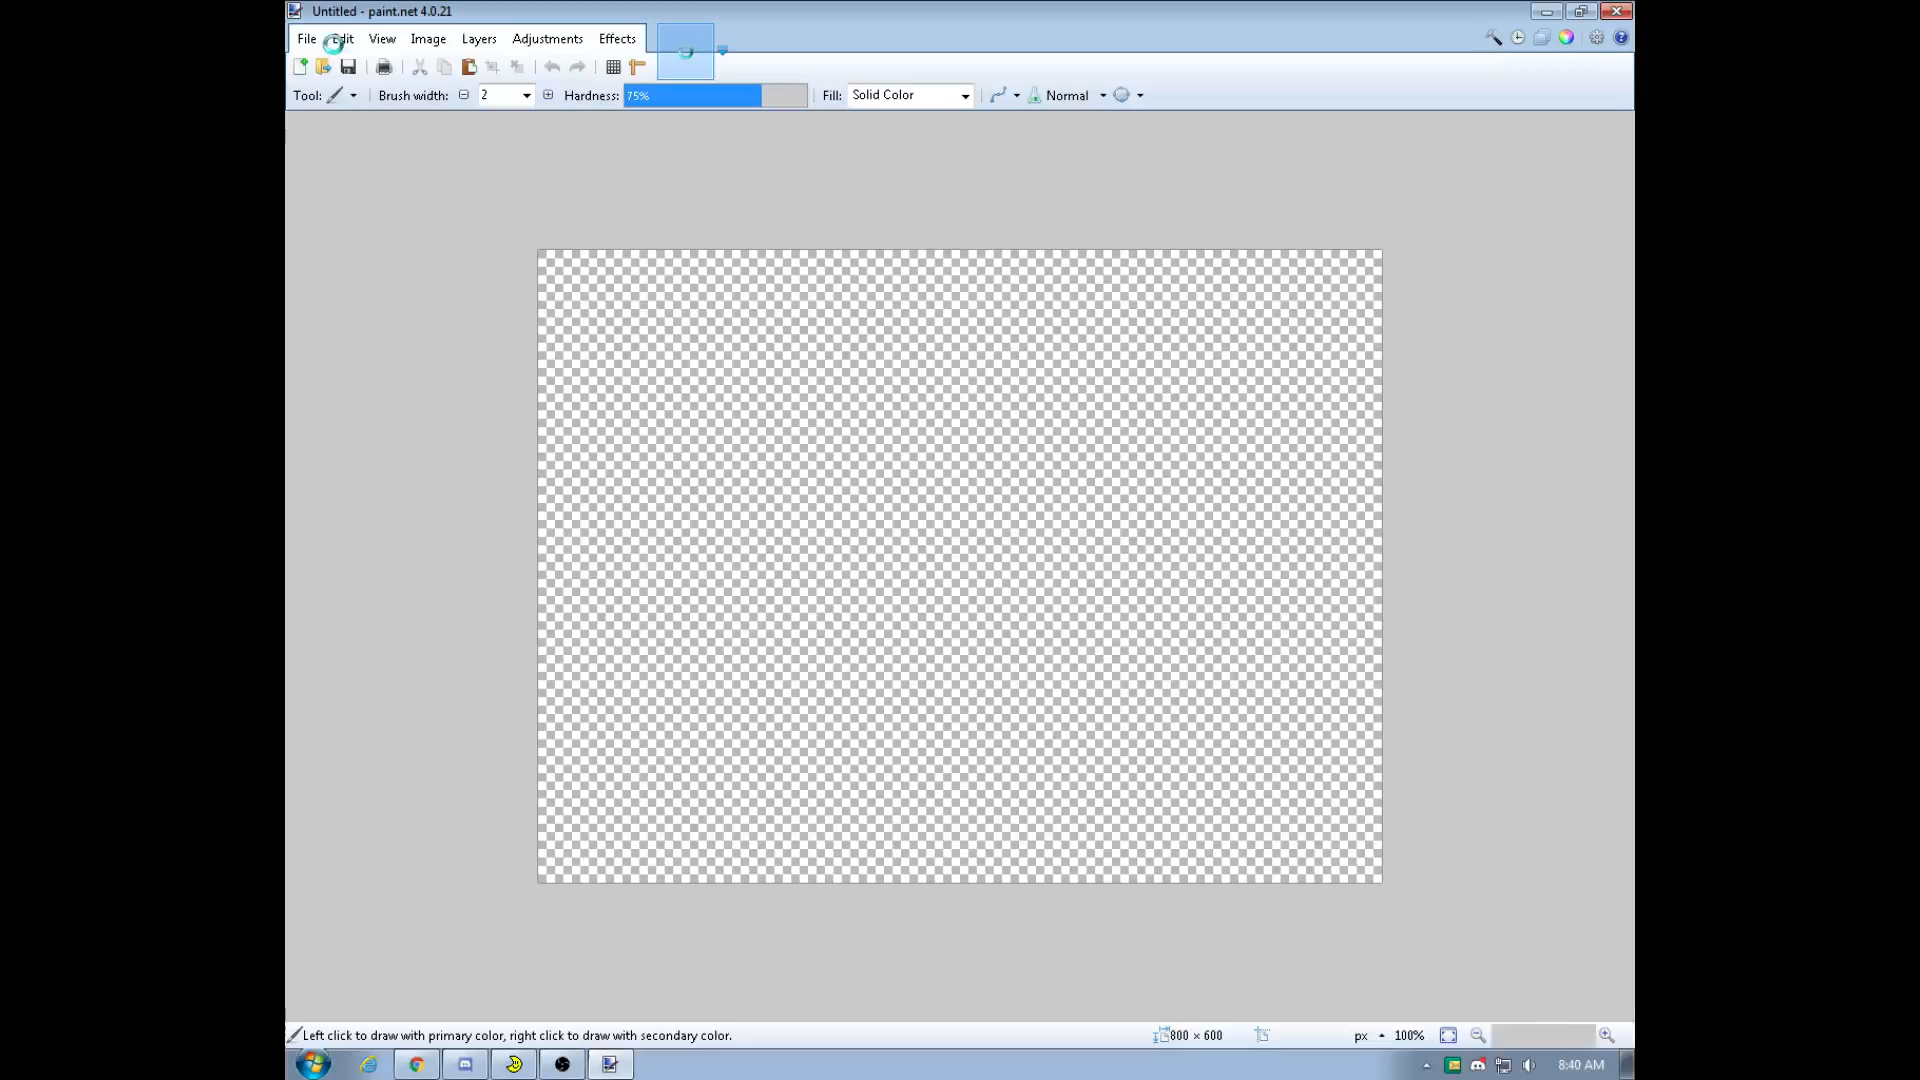 Untitled - paint.net 4.0.21
File Edit View Image Layers Adjustments Effects
Tool: Brush width: 2 Hardness: 75% Fill: Solid Color Normal
Left click to draw with primary color, right click to draw with secondary color. 800 × 600 px 100%
8:40 AM